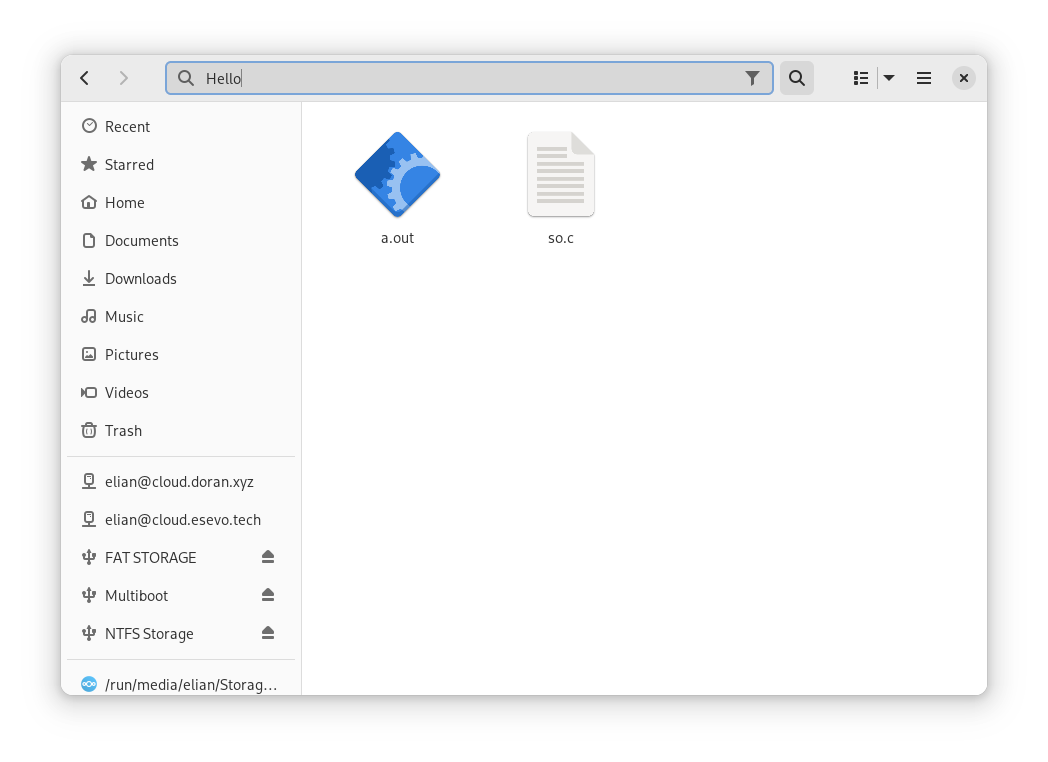 Hello
Recent
Starred
Home
Documents
Downloads
Music
Pictures
Videos
Trash
elian@cloud.doran.xyz
elian@cloud.esevo.tech
FAT STORAGE
Multiboot
NTFS Storage
/run/media/elian/Storag…
a.out
so.c